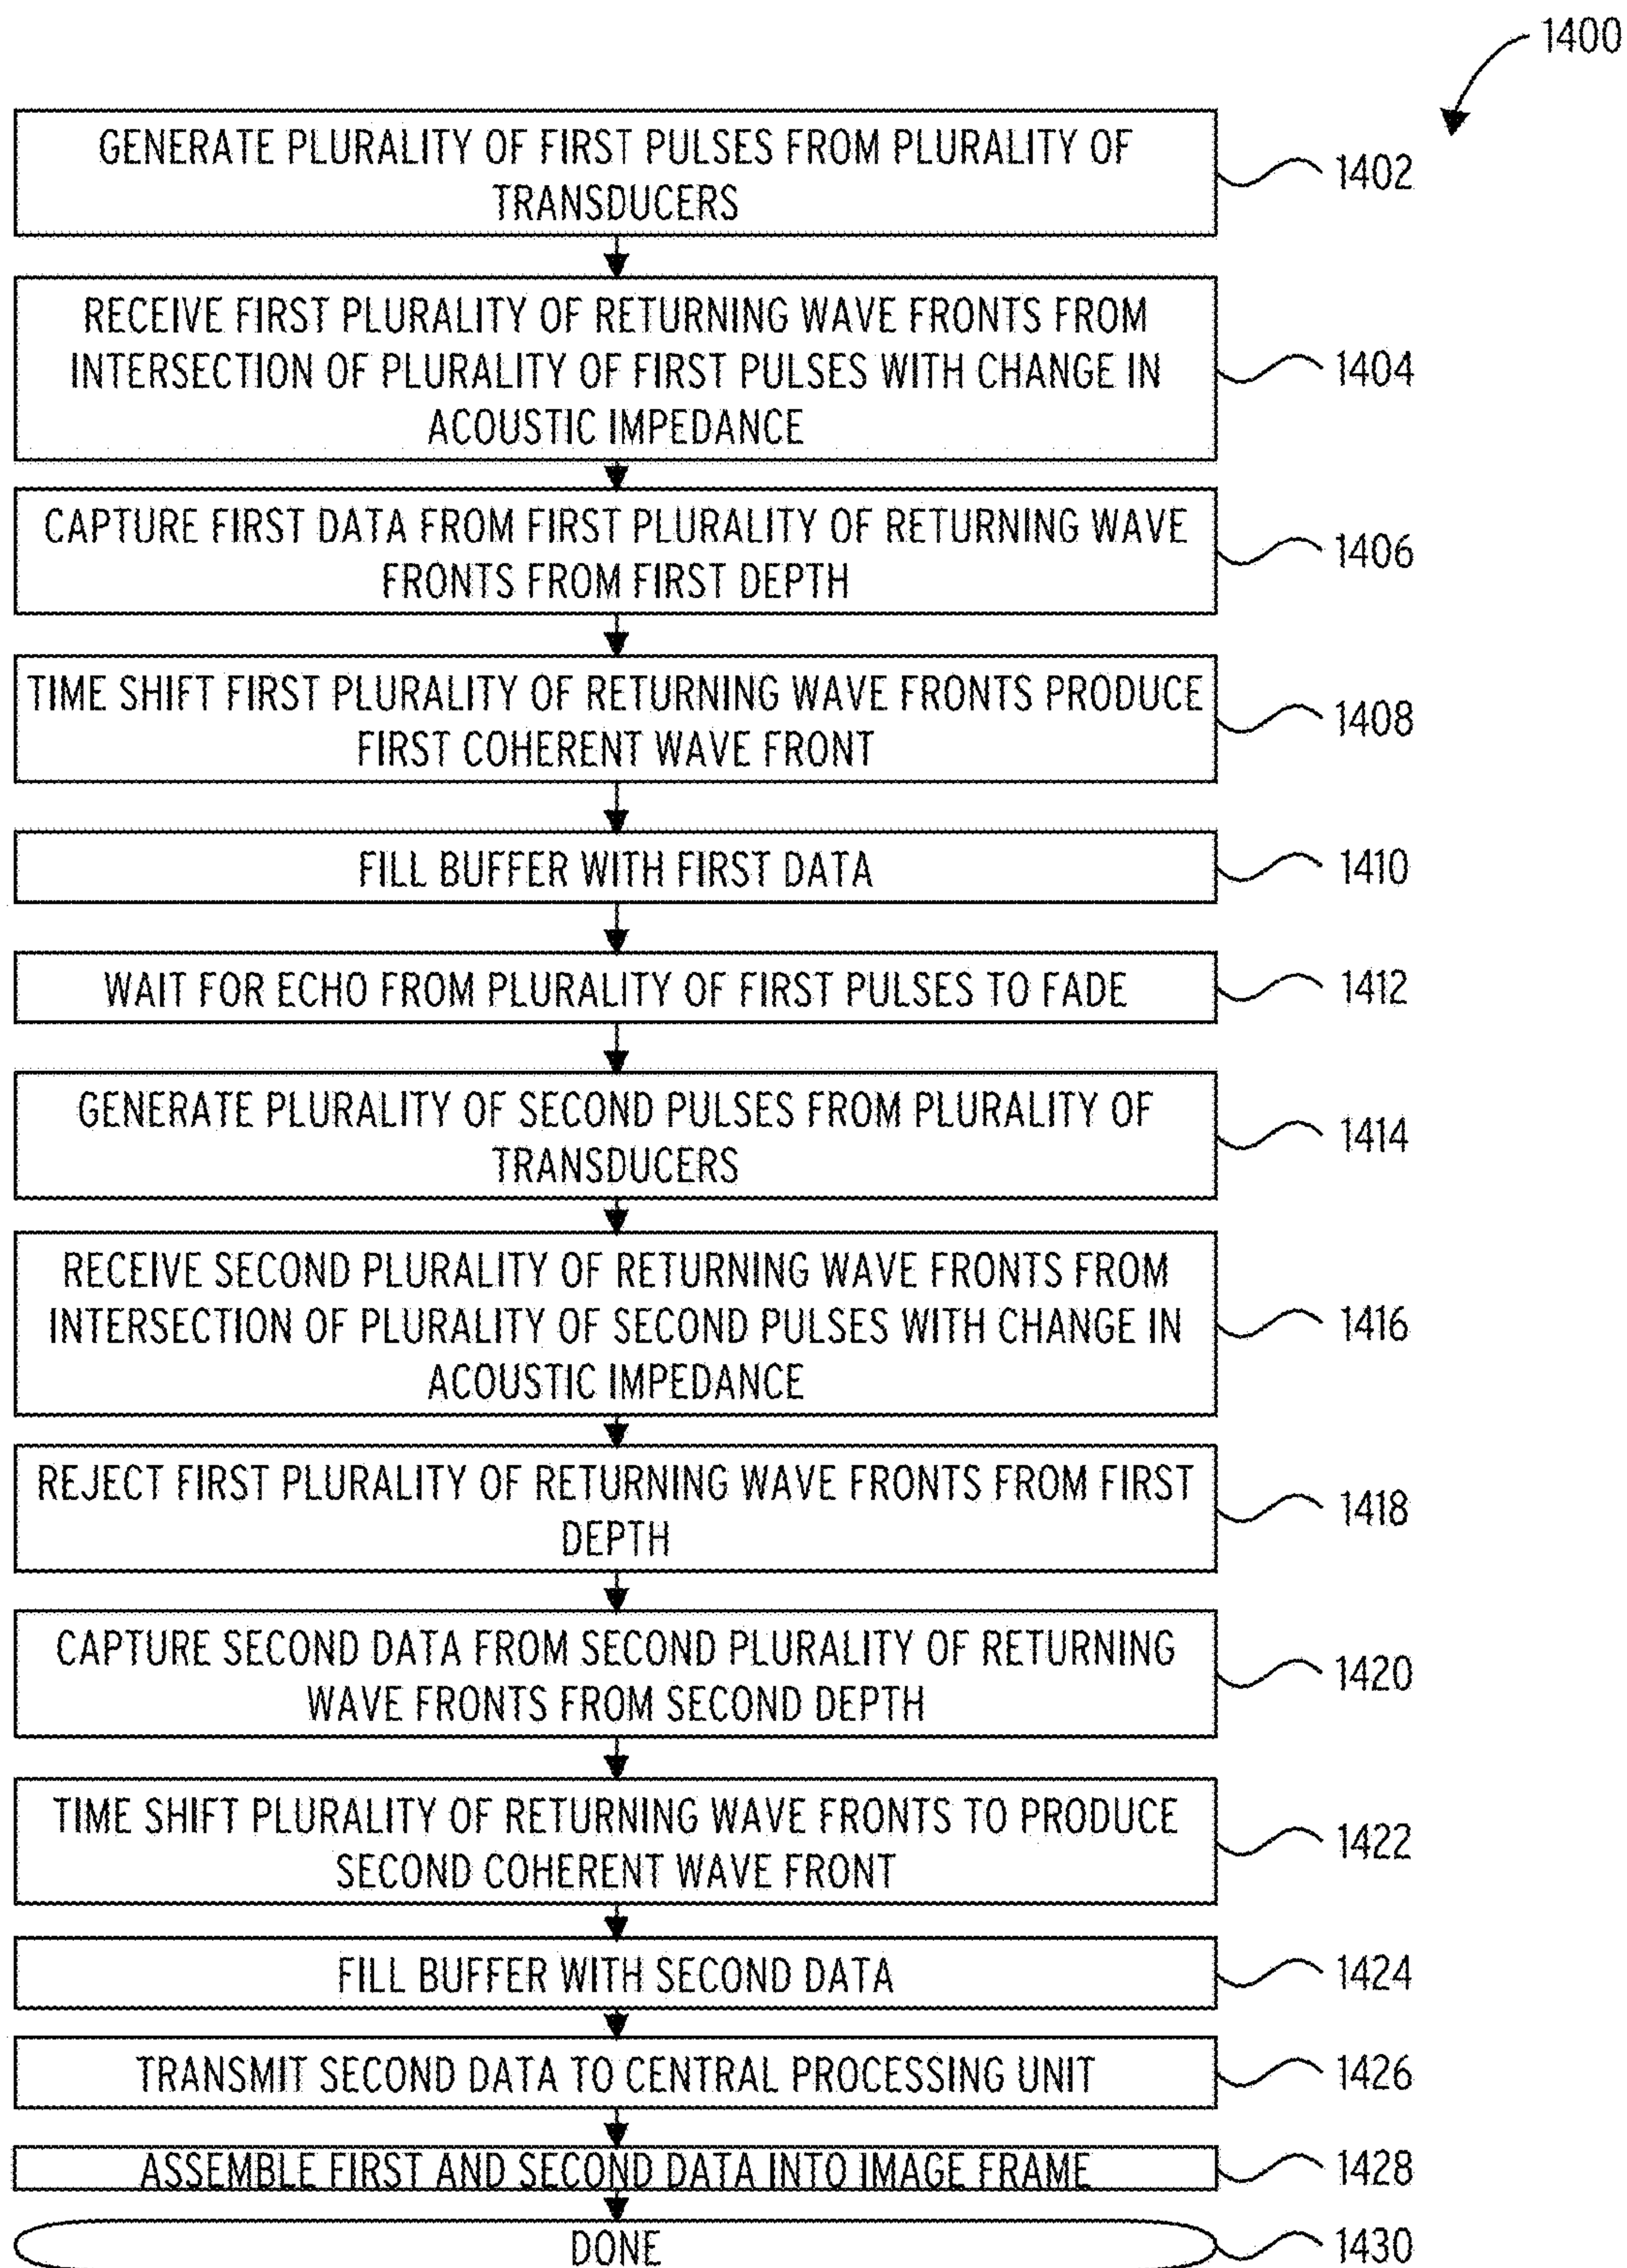 1400
GENERATE PLURALITY OF FIRST PULSES FROM PLURALITY OF
TRANSDUCERS
1402
RECEIVE FIRST PLURALITY OF RETURNING WAVE FRONTS FROM
INTERSECTION OF PLURALITY OF FIRST PULSES WITH CHANGE IN
ACOUSTIC IMPEDANCE
1404
CAPTURE FIRST DATA FROM FIRST PLURALITY OF RETURNING WAVE
FRONTS FROM FIRST DEPTH
1406
TIME SHIFT FIRST PLURALITY OF RETURNING WAVE FRONTS PRODUCE
FIRST COHERENT WAVE FRONT
1408
FILL BUFFER WITH FIRST DATA
1410
WAIT FOR ECHO FROM PLURALITY OF FIRST PULSES TO FADE
1412
GENERATE PLURALITY OF SECOND PULSES FROM PLURALITY OF
TRANSDUCERS
1414
RECEIVE SECOND PLURALITY OF RETURNING WAVE FRONTS FROM
INTERSECTION OF PLURALITY OF SECOND PULSES WITH CHANGE IN
ACOUSTIC IMPEDANCE
1416
REJECT FIRST PLURALITY OF RETURNING WAVE FRONTS FROM FIRST
DEPTH
1418
CAPTURE SECOND DATA FROM SECOND PLURALITY OF RETURNING
WAVE FRONTS FROM SECOND DEPTH
1420
TIME SHIFT PLURALITY OF RETURNING WAVE FRONTS TO PRODUCE
SECOND COHERENT WAVE FRONT
1422
FILL BUFFER WITH SECOND DATA
1424
TRANSMIT SECOND DATA TO CENTRAL PROCESSING UNIT
1426
ASSEMBLE FIRST AND SECOND DATA INTO IMAGE FRAME
1428
DONE
1430